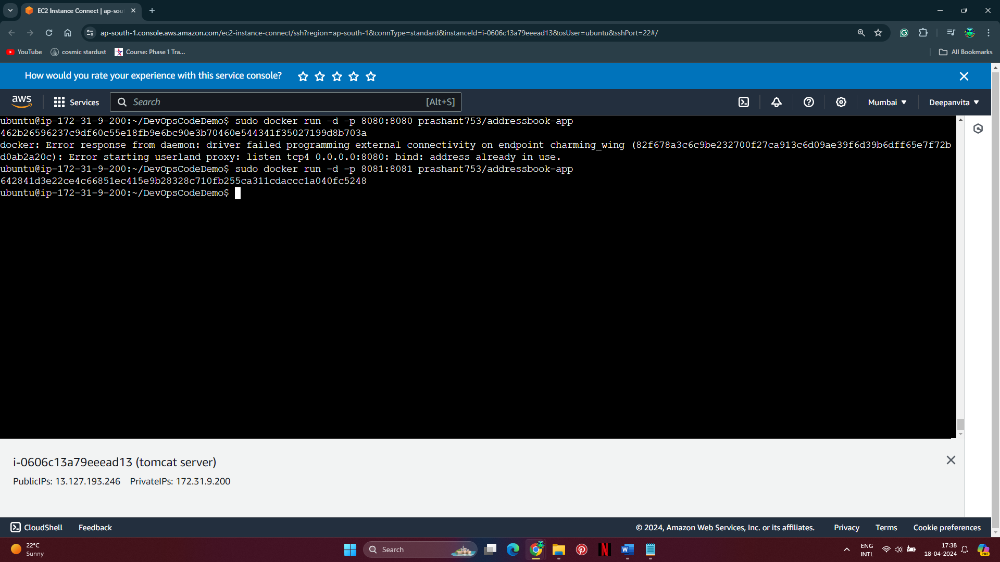 EC2 Instance Connect | ap-sou
ap-south-1.console.aws.amazon.com/ec2-instance-connect/ssh?region=ap-south-1&connType=standard&instanceId=i-0606c13a79eeead13&osUser=ubuntu&sshPort=22#/
YouTube cosmic stardust Course: Phase 1 Tra... All Bookmarks
How would you rate your experience with this service console?
aws Services Search [Alt+S] Mumbai Deepanvita
ubuntu@ip-172-31-9-200:~/DevOpsCodeDemo$ sudo docker run -d -p 8080:8080 prashant753/addressbook-app
462b26596237c9df60c55e18fb9e6bc90e3b70460e544341f35027199d8b703a
docker: Error response from daemon: driver failed programming external connectivity on endpoint charming_wing (82f678a3c6c9be232700f27ca913c6d09ae39f6d39b6dff65e7f72b
d0ab2a20c): Error starting userland proxy: listen tcp4 0.0.0.0:8080: bind: address already in use.
ubuntu@ip-172-31-9-200:~/DevOpsCodeDemo$ sudo docker run -d -p 8081:8081 prashant753/addressbook-app
642841d3e22ce4c66851ec415e9b28328c710fb255ca311cdaccc1a040fc5248
ubuntu@ip-172-31-9-200:~/DevOpsCodeDemo$
i-0606c13a79eeead13 (tomcat server)
PublicIPs: 13.127.193.246 PrivateIPs: 172.31.9.200
CloudShell Feedback © 2024, Amazon Web Services, Inc. or its affiliates. Privacy Terms Cookie preferences
22°C
Sunny
Search
ENG
INTL
17:38
18-04-2024
PRE